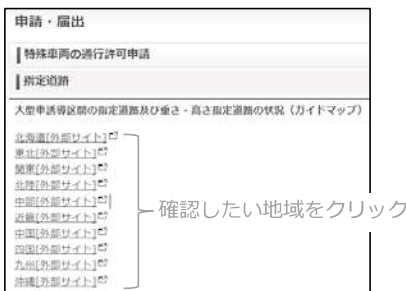 申請・届出
特殊車両の通行許可申請
指定道路
大型車誘導区間の指定道路及び重さ・高さ指定道路の状況（ガイドマップ）
北海道[外部サイト]
東北[外部サイト]
関東[外部サイト]
北陸[外部サイト]
中部[外部サイト]
近畿[外部サイト]
中国[外部サイト]
四国[外部サイト]
九州[外部サイト]
沖縄[外部サイト]
確認したい地域をクリック